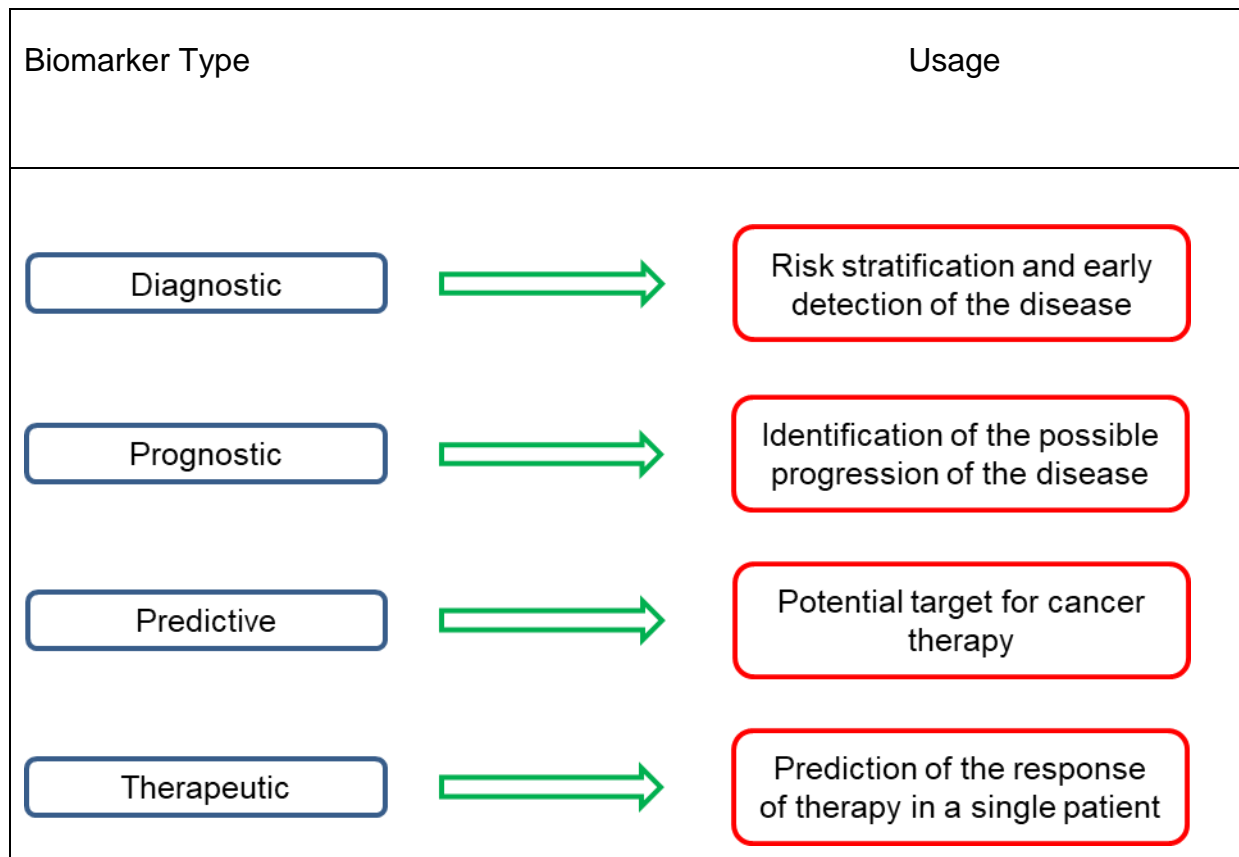 Biomarker Type
Usage
Diagnostic
Risk stratification and early
detection of the disease
Prognostic
Identification of the possible
progression of the disease
Predictive
Potential target for cancer
therapy
Therapeutic
Prediction of the response
of therapy in a single patient